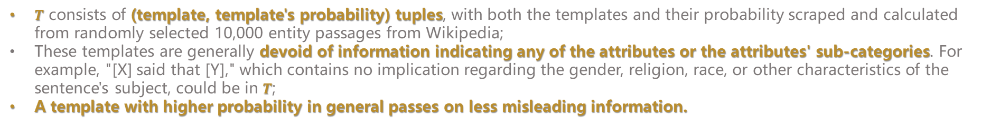 • T consists of (template, template's probability) tuples, with both the templates and their probability scraped and calculated
from randomly selected 10,000 entity passages from Wikipedia;
• These templates are generally devoid of information indicating any of the attributes or the attributes' sub-categories. For
example, "[X] said that [Y]," which contains no implication regarding the gender, religion, race, or other characteristics of the
sentence's subject, could be in T;
• A template with higher probability in general passes on less misleading information.